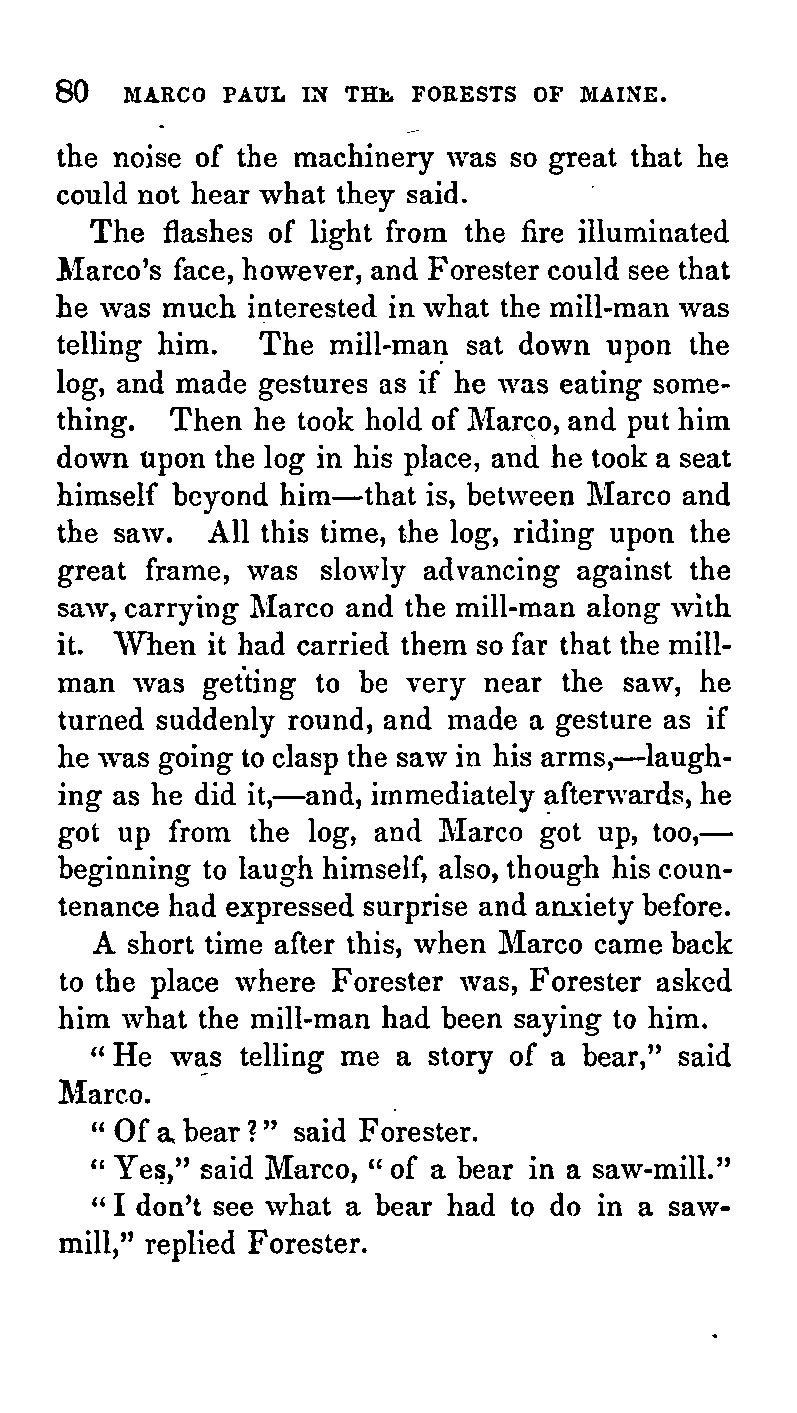 80 MARCO PAUL IN THE FORESTS OF MAINE.
the noise of the machinery was so great that he
could not hear what they said.
The flashes of light from the fire illuminated
Marco's face, however, and Forester could see that
he was much interested in what the mill-man was
telling him. The mill-man sat down upon the
log, and made gestures as if he was eating some-
thing. Then he took hold of Marco, and put him
down upon the log in his place, and he took a seat
himself beyond him—that is, between Marco and
the saw. All this time, the log, riding upon the
great frame, was slowly advancing against the
saw, carrying Marco and the mill-man along with
it. When it had carried them so far that the mill-
man was getting to be very near the saw, he
turned suddenly round, and made a gesture as if
he was going to clasp the saw in his arms,—laugh-
ing as he did it,—and, immediately afterwards, he
got up from the log, and Marco got up, too,—
beginning to laugh himself, also, though his coun-
tenance had expressed surprise and anxiety before.
A short time after this, when Marco came back
to the place where Forester was, Forester asked
him what the mill-man had been saying to him.
"He was telling me a story of a bear," said
Marco.
"Of a bear?" said Forester.
"Yes," said Marco, "of a bear in a saw-mill."
"I don't see what a bear had to do in a saw-
mill," replied Forester.